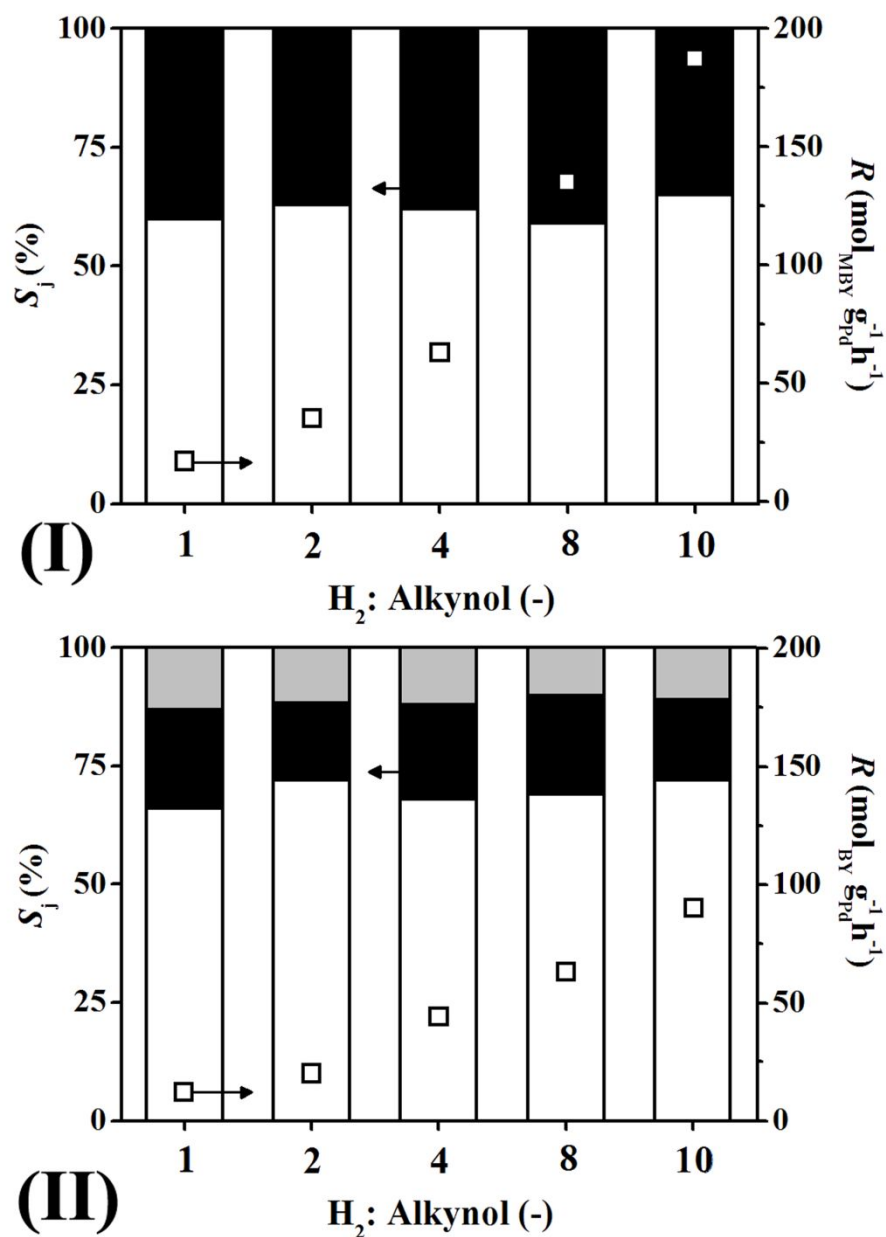 100 200
75 150
50 100
25 50
0 0
S_j (%)
R (mol_MBY g_Pd^-1 h^-1)
1 2 4 8 10
(I)
H₂: Alkynol (-)
100 200
75 150
50 100
25 50
0 0
S_j (%)
R (mol_BY g_Pd^-1 h^-1)
1 2 4 8 10
(II)
H₂: Alkynol (-)